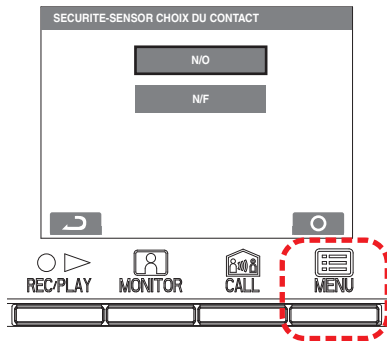 SECURITE-SENSOR CHOIX DU CONTACT
N/O
N/F
REC/PLAY MONITOR CALL MENU